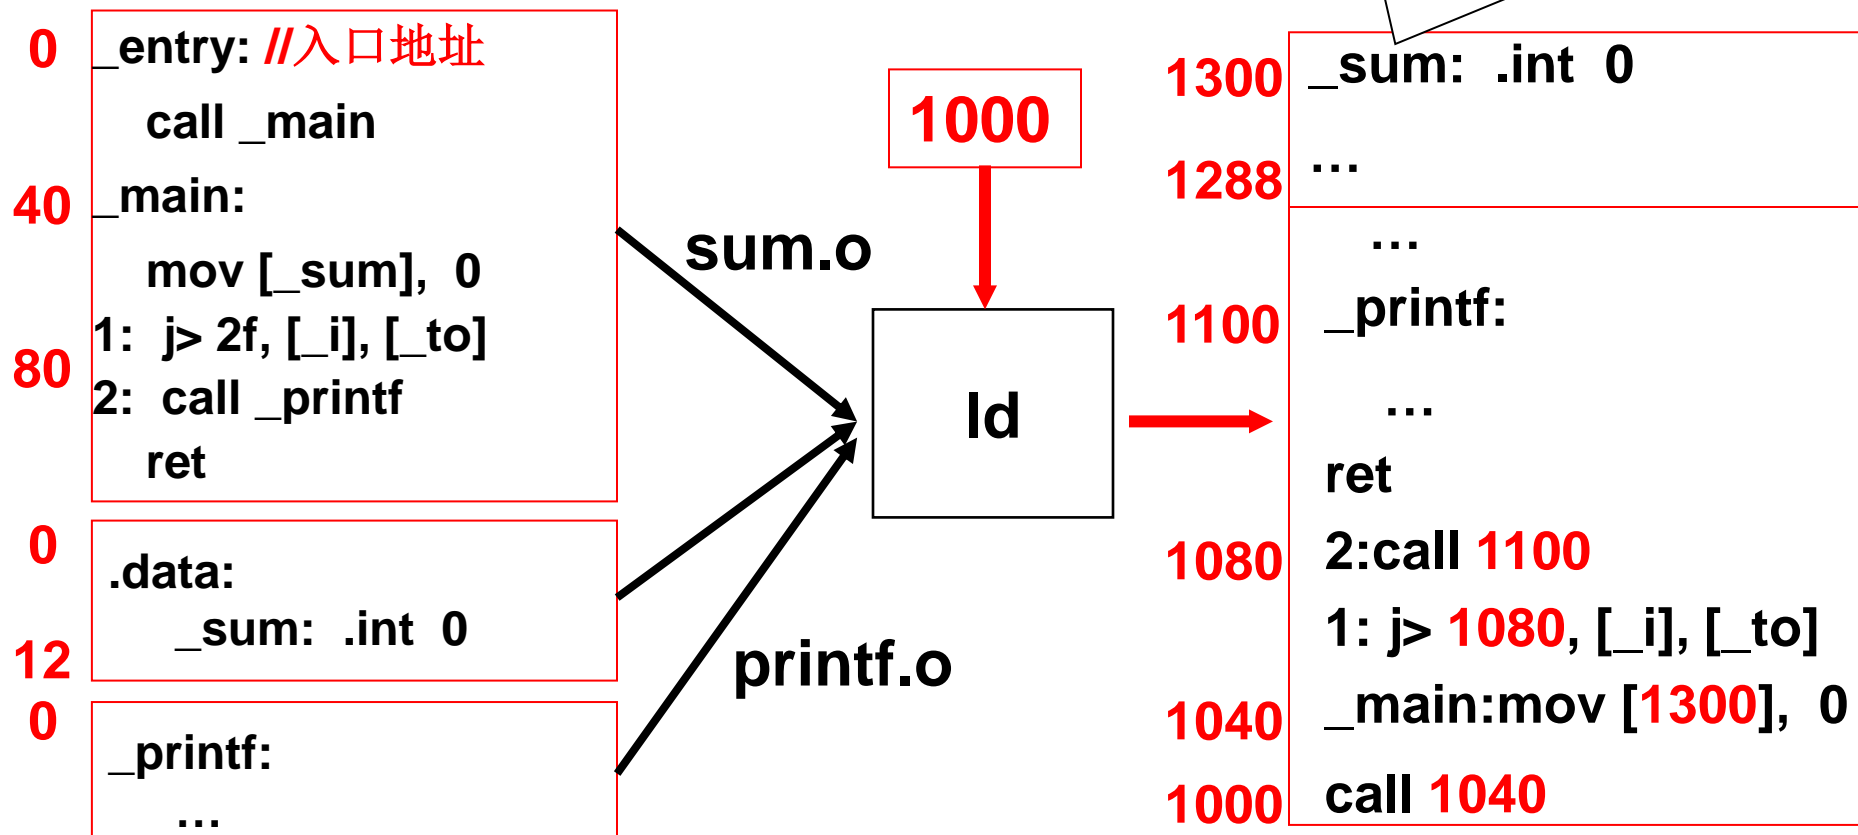 0
_entry: //入口地址
call _main
40
_main:
mov [_sum], 0
1: j> 2f, [_i], [_to]
80
2: call _printf
ret
0
.data:
_sum: .int 0
12
0
_printf:
…
sum.o
printf.o
1000
ld
1300
_sum: .int 0
1288
…
…
1100
_printf:
…
ret
1080
2:call 1100
1: j> 1080, [_i], [_to]
1040
_main:mov [1300], 0
1000
call 1040